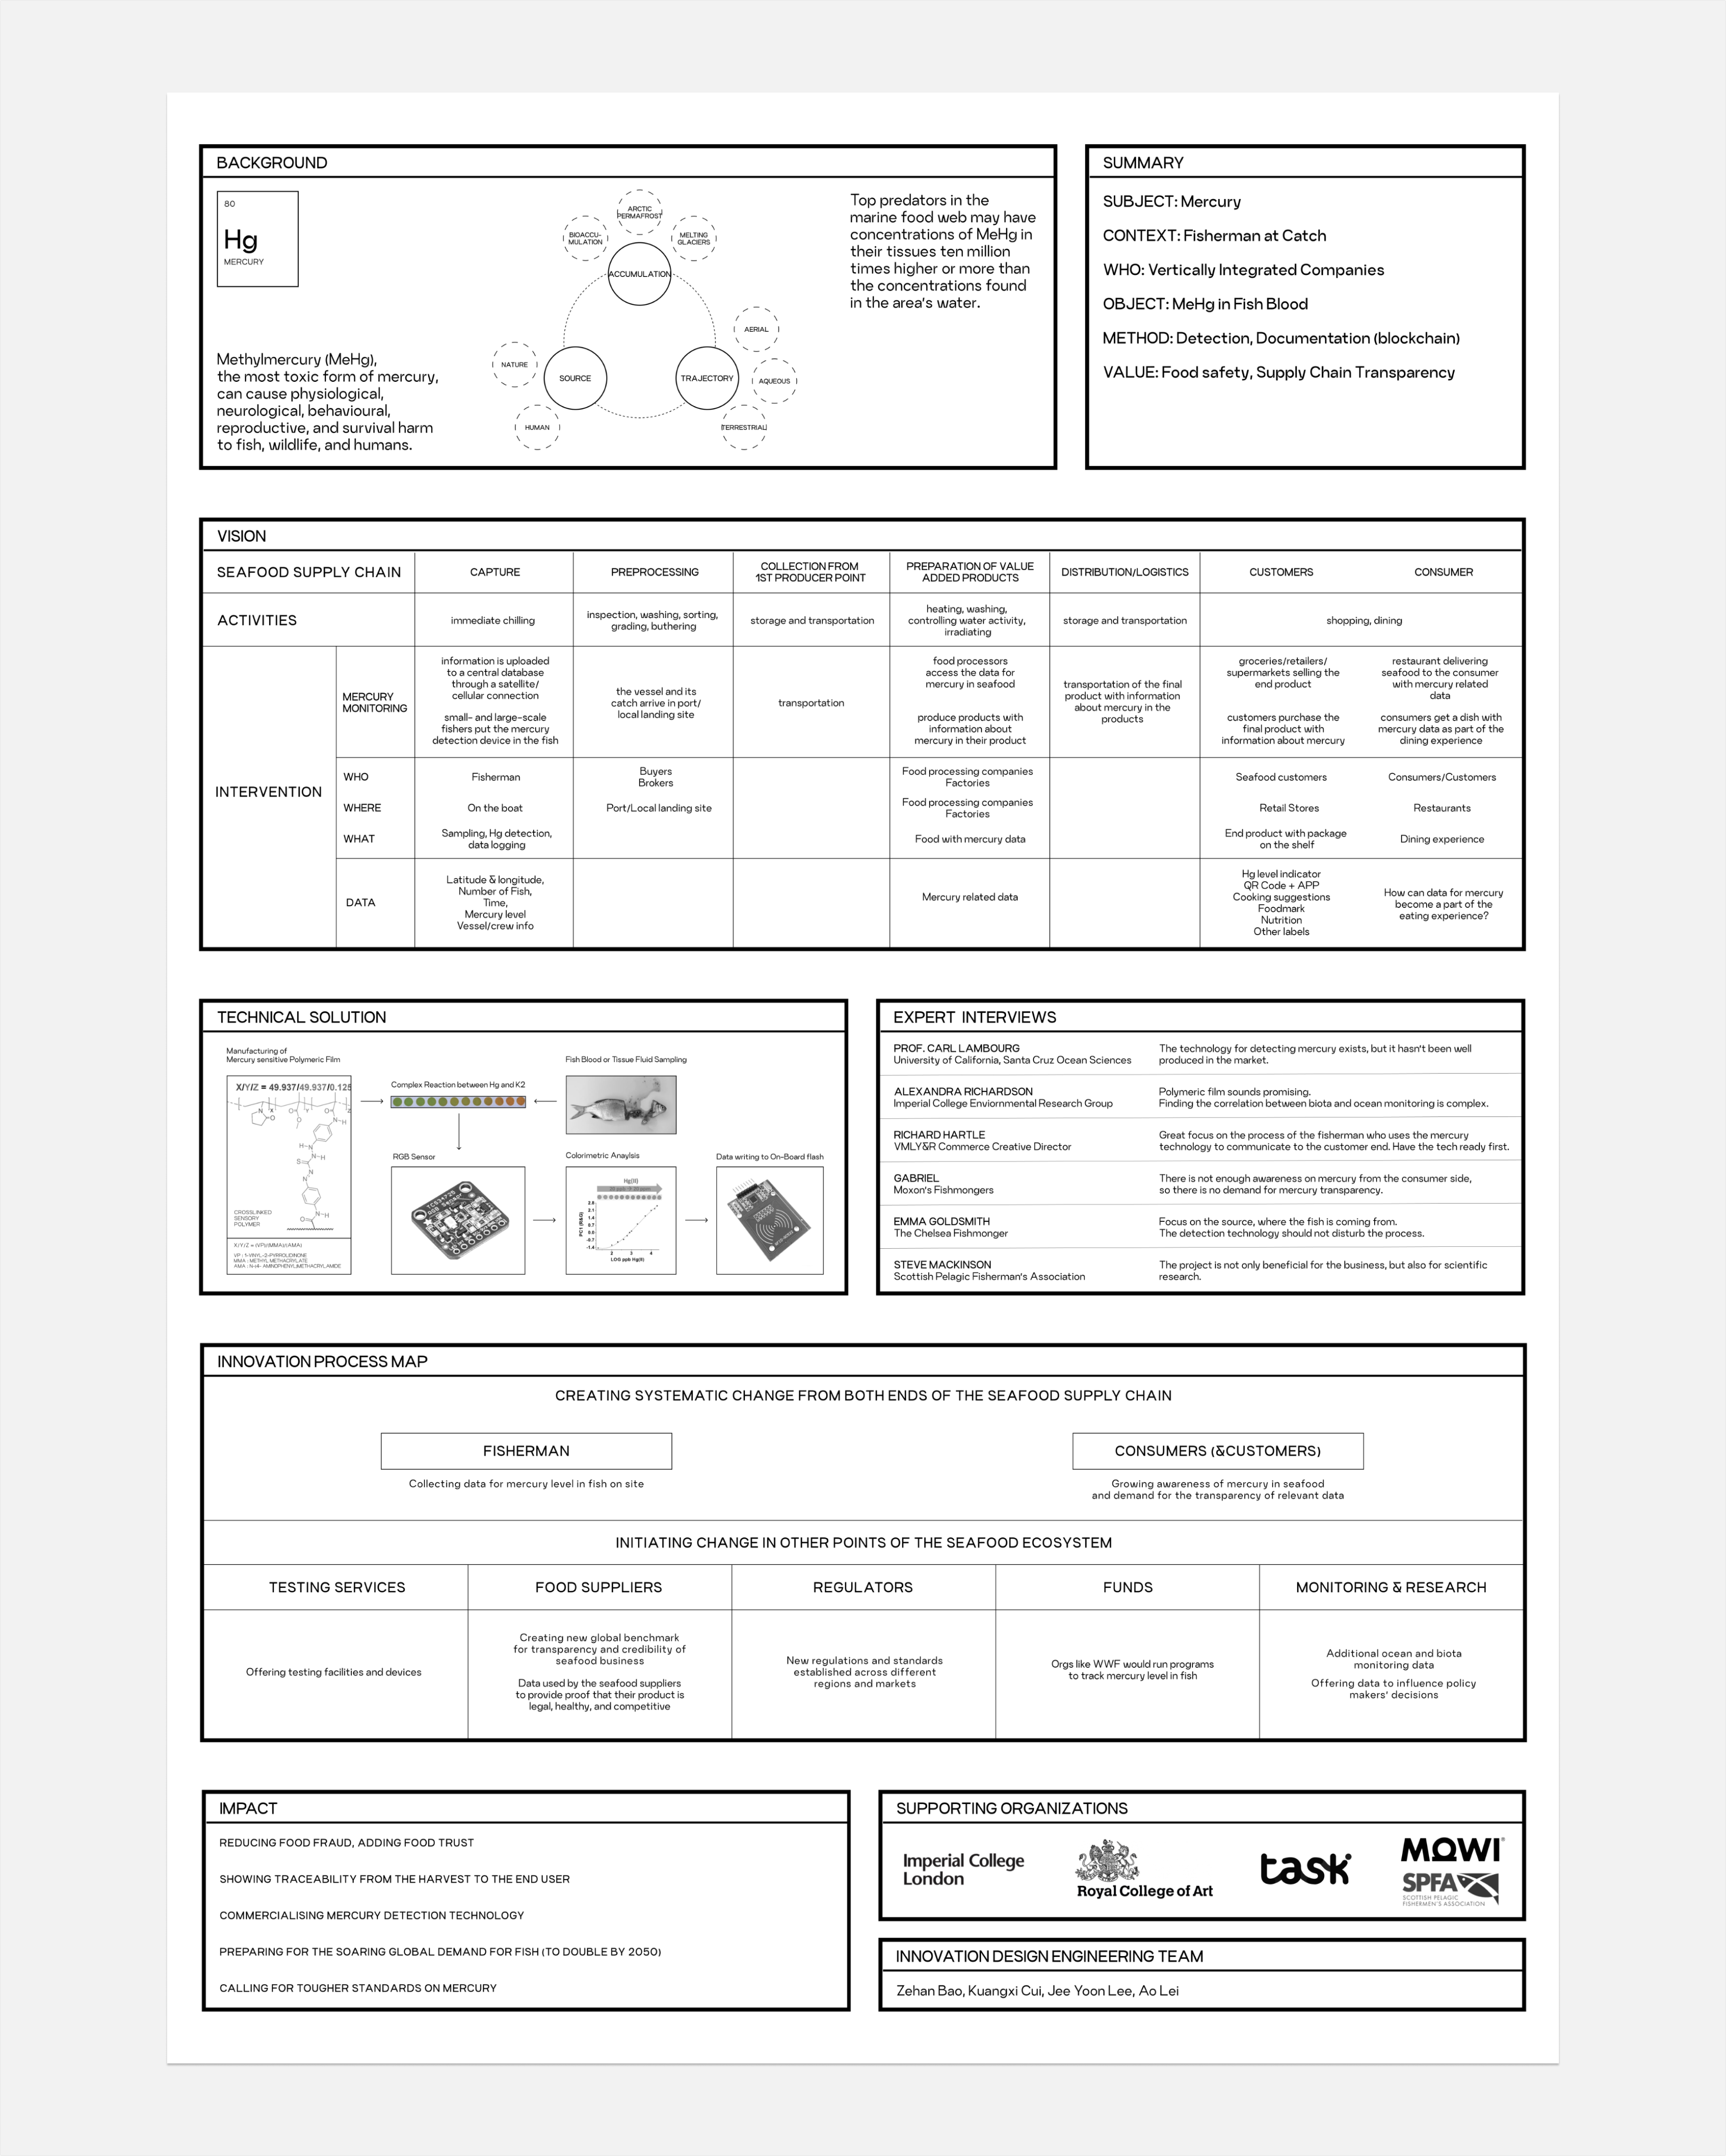 BACKGROUND
80
Hg
MERCURY
Methylmercury (MeHg),
the most toxic form of mercury,
can cause physiological,
neurological, behavioural,
reproductive, and survival harm
to fish, wildlife, and humans.
ARCTIC
PERMAFROST
BIOACCU-
MULATION
MELTING
GLACIERS
ACCUMULATION
AERIAL
NATURE
SOURCE
TRAJECTORY
AQUEOUS
HUMAN
TERRESTRIAL
Top predators in the
marine food web may have
concentrations of MeHg in
their tissues ten million
times higher or more than
the concentrations found
in the area's water.
SUMMARY
SUBJECT: Mercury
CONTEXT: Fisherman at Catch
WHO: Vertically Integrated Companies
OBJECT: MeHg in Fish Blood
METHOD: Detection, Documentation (blockchain)
VALUE: Food safety, Supply Chain Transparency
VISION
SEAFOOD SUPPLY CHAIN
CAPTURE
PREPROCESSING
COLLECTION FROM
1ST PRODUCER POINT
PREPARATION OF VALUE
ADDED PRODUCTS
DISTRIBUTION/LOGISTICS
CUSTOMERS
CONSUMER
ACTIVITIES
immediate chilling
inspection, washing, sorting,
grading, buthering
storage and transportation
heating, washing,
controlling water activity,
irradiating
storage and transportation
shopping, dining
INTERVENTION
MERCURY
MONITORING
information is uploaded
to a central database
through a satellite/
cellular connection
small- and large-scale
fishers put the mercury
detection device in the fish
the vessel and its
catch arrive in port/
local landing site
transportation
food processors
access the data for
mercury in seafood
produce products with
information about
mercury in their product
transportation of the final
product with information
about mercury in the
products
groceries/retailers/
supermarkets selling the
end product
customers purchase the
final product with
information about mercury
restaurant delivering
seafood to the consumer
with mercury related
data
consumers get a dish with
mercury data as part of the
dining experience
WHO
Fisherman
Buyers
Brokers
Food processing companies
Factories
Seafood customers
Consumers/Customers
WHERE
On the boat
Port/Local landing site
Food processing companies
Factories
Retail Stores
Restaurants
WHAT
Sampling, Hg detection,
data logging
Food with mercury data
End product with package
on the shelf
Dining experience
DATA
Latitude & longitude,
Number of Fish,
Time,
Mercury level
Vessel/crew info
Mercury related data
Hg level indicator
QR Code + APP
Cooking suggestions
Foodmark
Nutrition
Other labels
How can data for mercury
become a part of the
eating experience?
TECHNICAL SOLUTION
Manufacturing of
Mercury sensitive Polymeric Film
X/Y/Z = 49.937/49.937/0.125
CROSSLINKED
SENSORY
POLYMER
X/Y/Z = (VP)/(MMA)/(AMA)
VP : 1-VINYL-2-PYRROLIDINONE
MMA : METHYL METHACRYLATE
AMA : N-(4- AMINOPHENYL)METHACRYLAMIDE
Complex Reaction between Hg and K2
Fish Blood or Tissue Fluid Sampling
RGB Sensor
Colorimetric Anaylsis
Hg(II)
PC1 (R&G)
2.8
2.1
1.4
0.7
0.0
-0.7
-1.4
2 3 4
LOG ppb Hg(II)
Data writing to On-Board flash
EXPERT INTERVIEWS
PROF. CARL LAMBOURG
University of California, Santa Cruz Ocean Sciences
The technology for detecting mercury exists, but it hasn't been well
produced in the market.
ALEXANDRA RICHARDSON
Imperial College Enviornmental Research Group
Polymeric film sounds promising.
Finding the correlation between biota and ocean monitoring is complex.
RICHARD HARTLE
VMLY&R Commerce Creative Director
Great focus on the process of the fisherman who uses the mercury
technology to communicate to the customer end. Have the tech ready first.
GABRIEL
Moxon's Fishmongers
There is not enough awareness on mercury from the consumer side,
so there is no demand for mercury transparency.
EMMA GOLDSMITH
The Chelsea Fishmonger
Focus on the source, where the fish is coming from.
The detection technology should not disturb the process.
STEVE MACKINSON
Scottish Pelagic Fisherman's Association
The project is not only beneficial for the business, but also for scientific
research.
INNOVATION PROCESS MAP
CREATING SYSTEMATIC CHANGE FROM BOTH ENDS OF THE SEAFOOD SUPPLY CHAIN
FISHERMAN
Collecting data for mercury level in fish on site
CONSUMERS (&CUSTOMERS)
Growing awareness of mercury in seafood
and demand for the transparency of relevant data
INITIATING CHANGE IN OTHER POINTS OF THE SEAFOOD ECOSYSTEM
TESTING SERVICES
FOOD SUPPLIERS
REGULATORS
FUNDS
MONITORING & RESEARCH
Offering testing facilities and devices
Creating new global benchmark
for transparency and credibility of
seafood business
Data used by the seafood suppliers
to provide proof that their product is
legal, healthy, and competitive
New regulations and standards
established across different
regions and markets
Orgs like WWF would run programs
to track mercury level in fish
Additional ocean and biota
monitoring data
Offering data to influence policy
makers' decisions
IMPACT
REDUCING FOOD FRAUD, ADDING FOOD TRUST
SHOWING TRACEABILITY FROM THE HARVEST TO THE END USER
COMMERCIALISING MERCURY DETECTION TECHNOLOGY
PREPARING FOR THE SOARING GLOBAL DEMAND FOR FISH (TO DOUBLE BY 2050)
CALLING FOR TOUGHER STANDARDS ON MERCURY
SUPPORTING ORGANIZATIONS
Imperial College
London
Royal College of Art
task
MOWI®
SPFA
SCOTTISH PELAGIC
FISHERMEN'S ASSOCIATION
INNOVATION DESIGN ENGINEERING TEAM
Zehan Bao, Kuangxi Cui, Jee Yoon Lee, Ao Lei